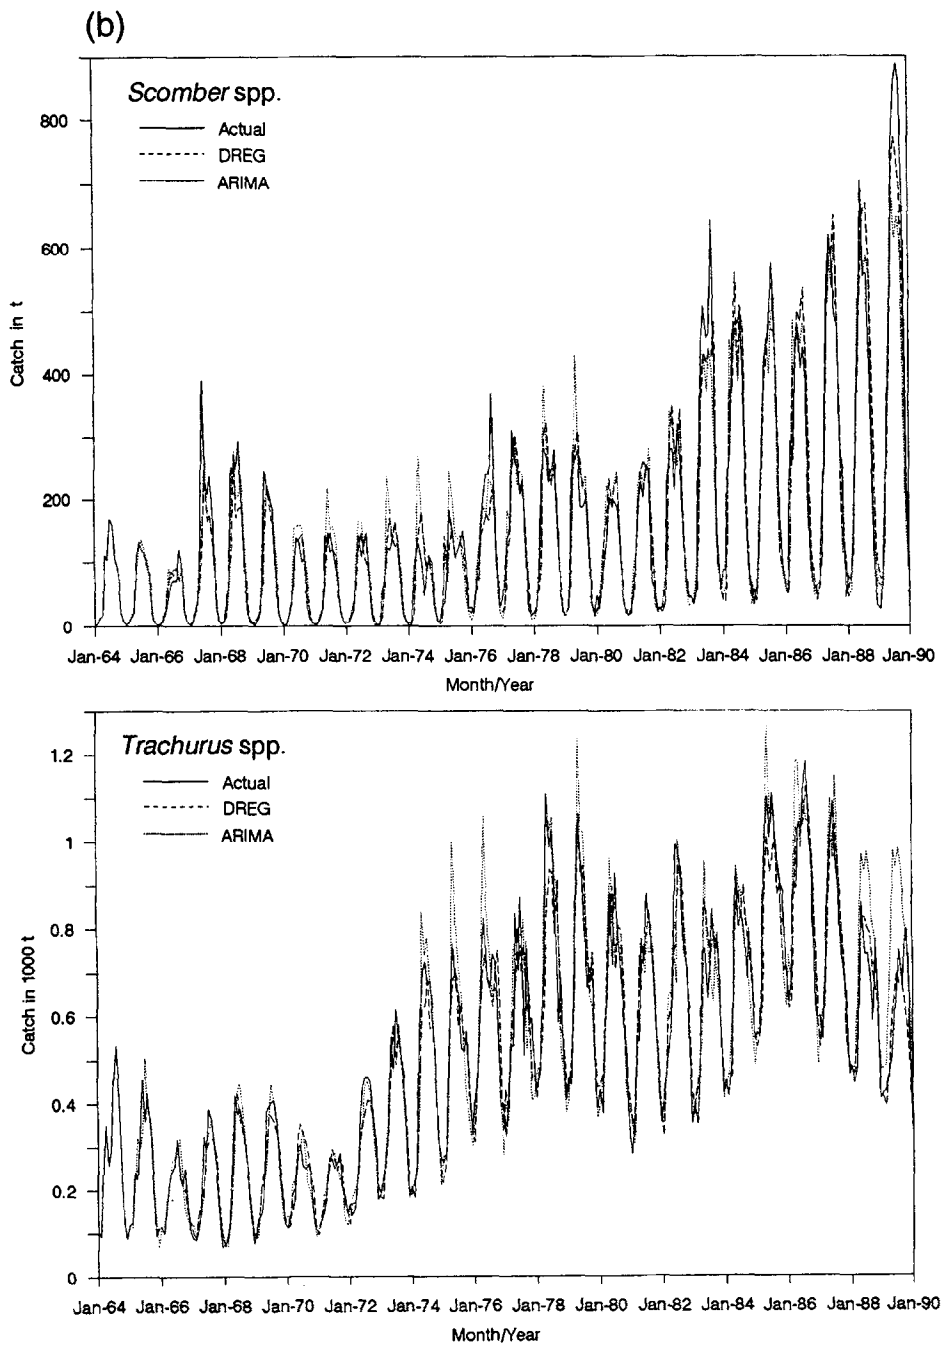 (b)
Scomber spp.
Actual
DREG
ARIMA
800
600
400
200
0
Catch in t
Jan-64 Jan-66 Jan-68 Jan-70 Jan-72 Jan-74 Jan-76 Jan-78 Jan-80 Jan-82 Jan-84 Jan-86 Jan-88 Jan-90
Month/Year
Trachurus spp.
Actual
DREG
ARIMA
1.2
1
0.8
0.6
0.4
0.2
0
Catch in 1000 t
Jan-64 Jan-66 Jan-68 Jan-70 Jan-72 Jan-74 Jan-76 Jan-78 Jan-80 Jan-82 Jan-84 Jan-86 Jan-88 Jan-90
Month/Year